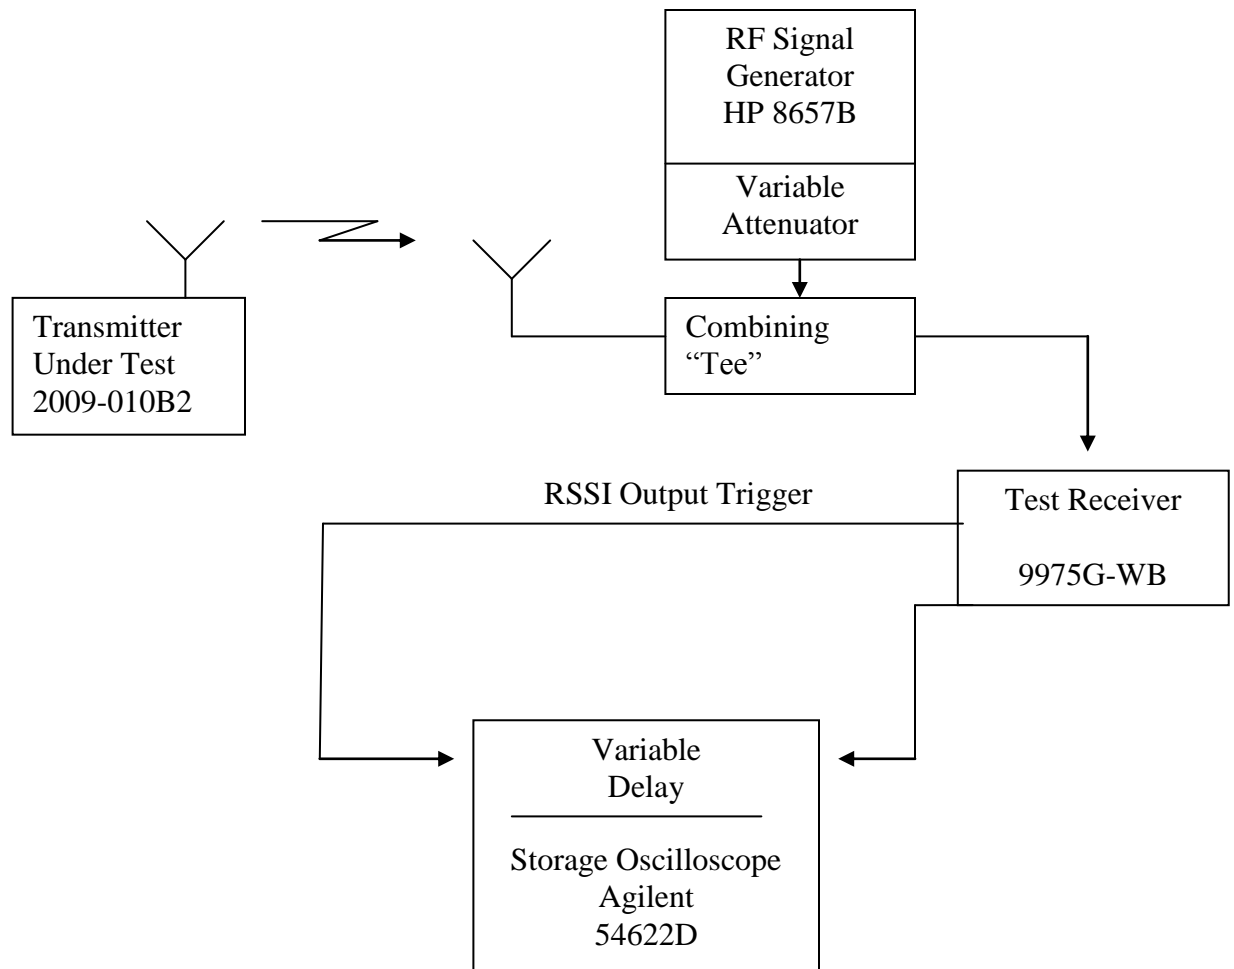 RF Signal
Generator
HP 8657B
Variable
Attenuator
Transmitter
Under Test
2009-010B2
Combining
“Tee”
RSSI Output Trigger
Test Receiver
9975G-WB
Variable
Delay
Storage Oscilloscope
Agilent
54622D